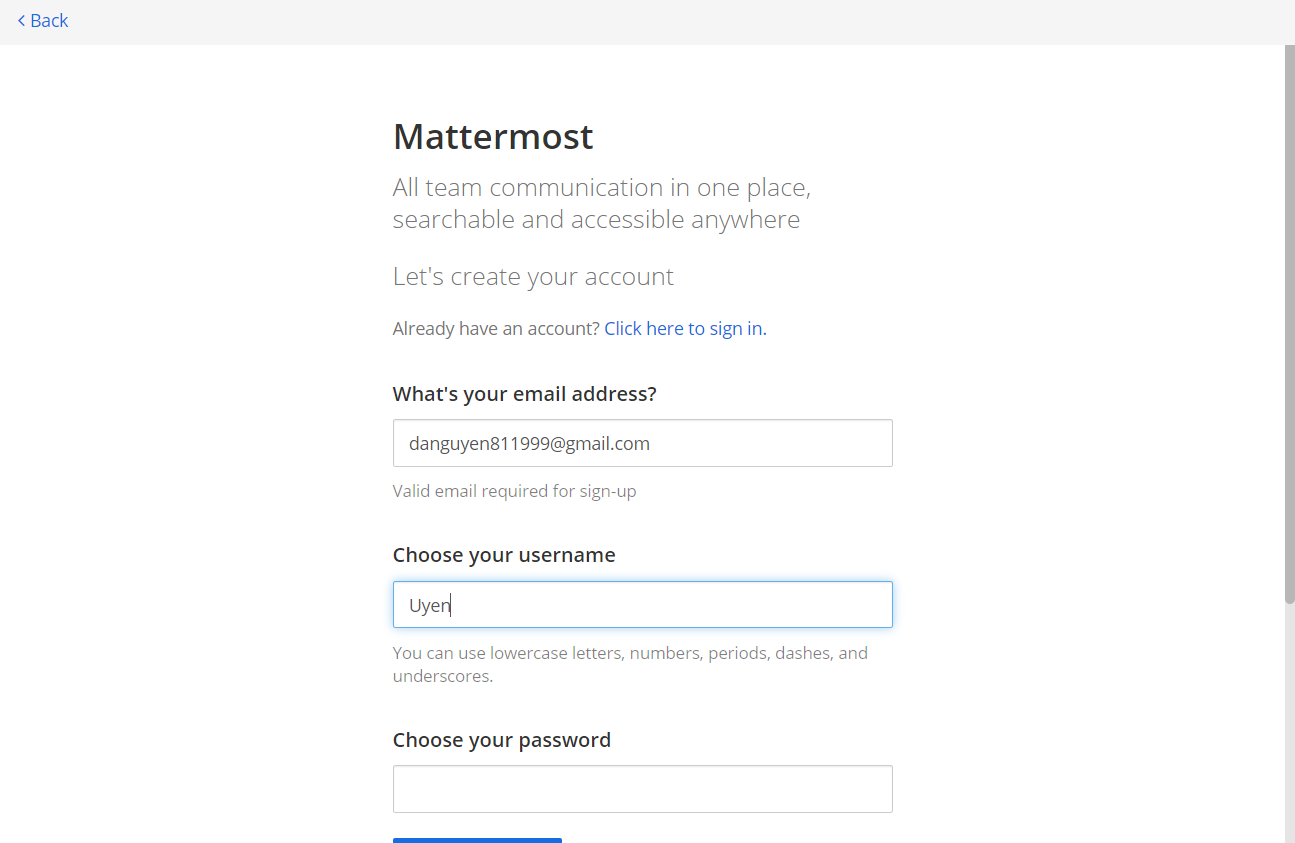 Back
Mattermost
All team communication in one place,
searchable and accessible anywhere
Let's create your account
Already have an account? Click here to sign in.
What's your email address?
danguyen811999@gmail.com
Valid email required for sign-up
Choose your username
Uyen
You can use lowercase letters, numbers, periods, dashes, and
underscores.
Choose your password